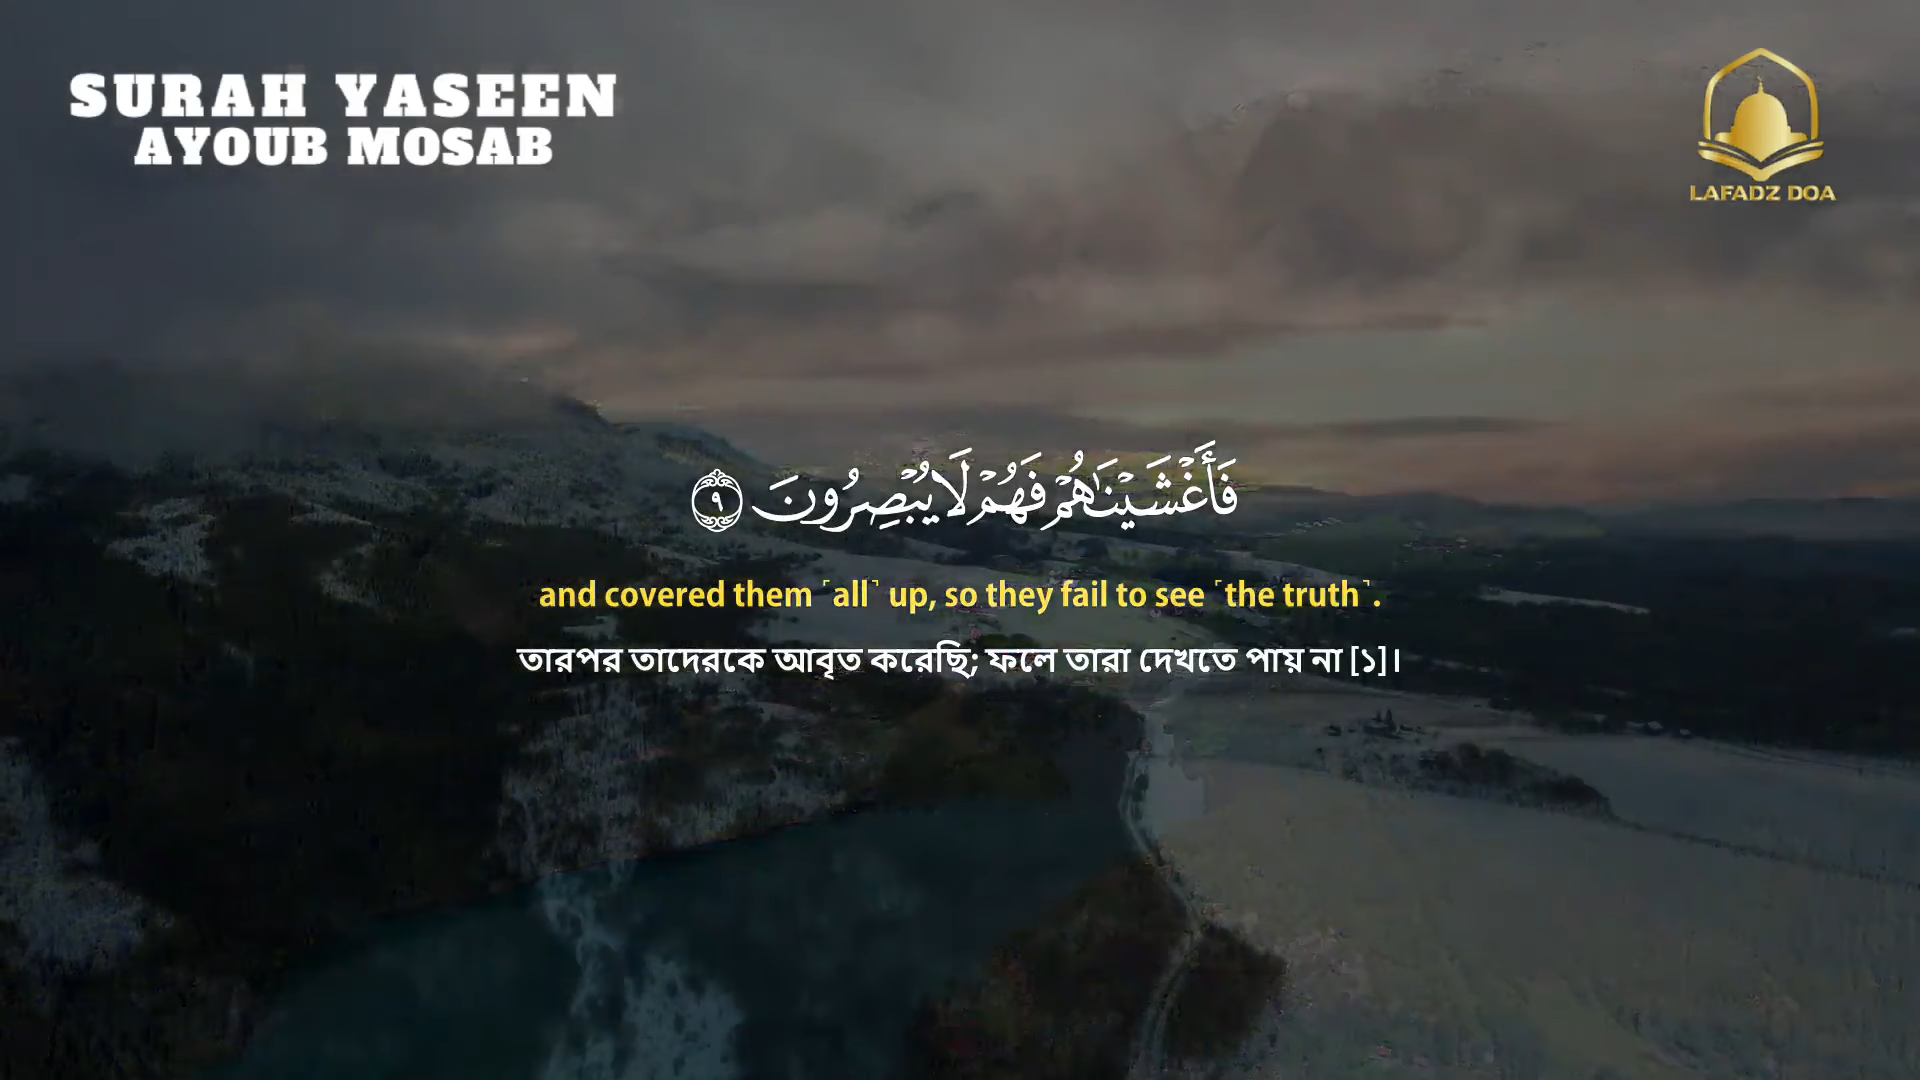 SURAH YASEEN
AYOUB MOSAB
LAFADZ DOA
فَأَغْشَيْنَٰهُمْ فَهُمْ لَا يُبْصِرُونَ ٩
and covered them ˹all˺ up, so they fail to see ˹the truth˺.
তারপর তাদেরকে আবৃত করেছি; ফলে তারা দেখতে পায় না [১]।